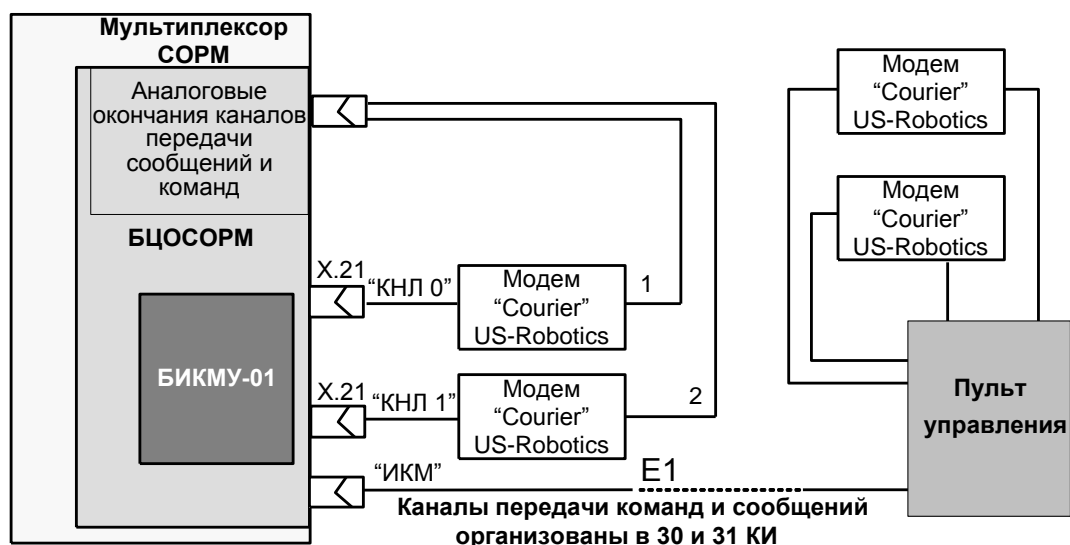 Мультиплексор
СОРМ
Аналоговые
окончания каналов
передачи
сообщений и
команд
БЦОСОРМ
БИКМУ-01
X.21
“КНЛ 0”
Модем
“Courier”
US-Robotics
1
X.21
“КНЛ 1”
Модем
“Courier”
US-Robotics
2
“ИКМ”
E1
Каналы передачи команд и сообщений
организованы в 30 и 31 КИ
Модем
“Courier”
US-Robotics
Модем
“Courier”
US-Robotics
Пульт
управления